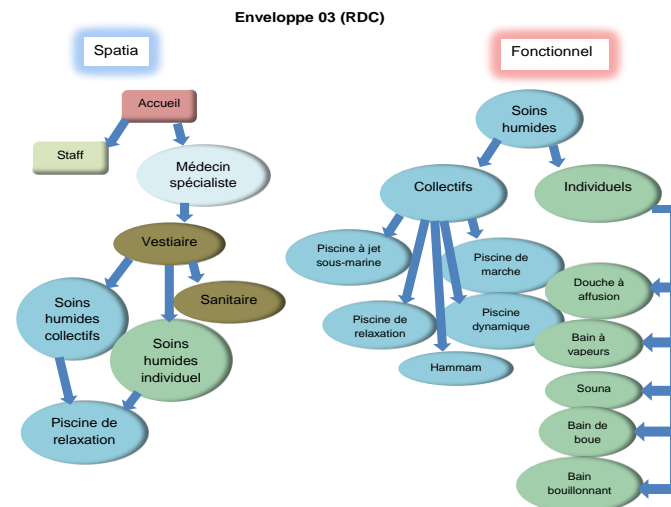 Enveloppe 03 (RDC)
Spatia
Accueil
Staff
Médecin
spécialiste
Vestiaire
Sanitaire
Soins
humides
collectifs
Soins
humides
individuel
Piscine de
relaxation
Fonctionnel
Soins
humides
Collectifs
Individuels
Piscine à jet
sous-marine
Piscine de
marche
Piscine de
relaxation
Piscine
dynamique
Hammam
Douche à
affusion
Bain à
vapeurs
Souna
Bain de
boue
Bain
bouillonnant